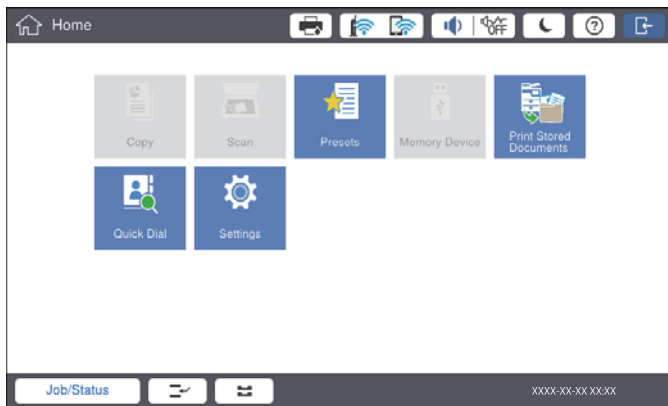 Home
OFF
Copy
Scan
Presets
Memory Device
Print Stored
Documents
Quick Dial
Settings
Job/Status
XXXX-XX-XX XX:XX